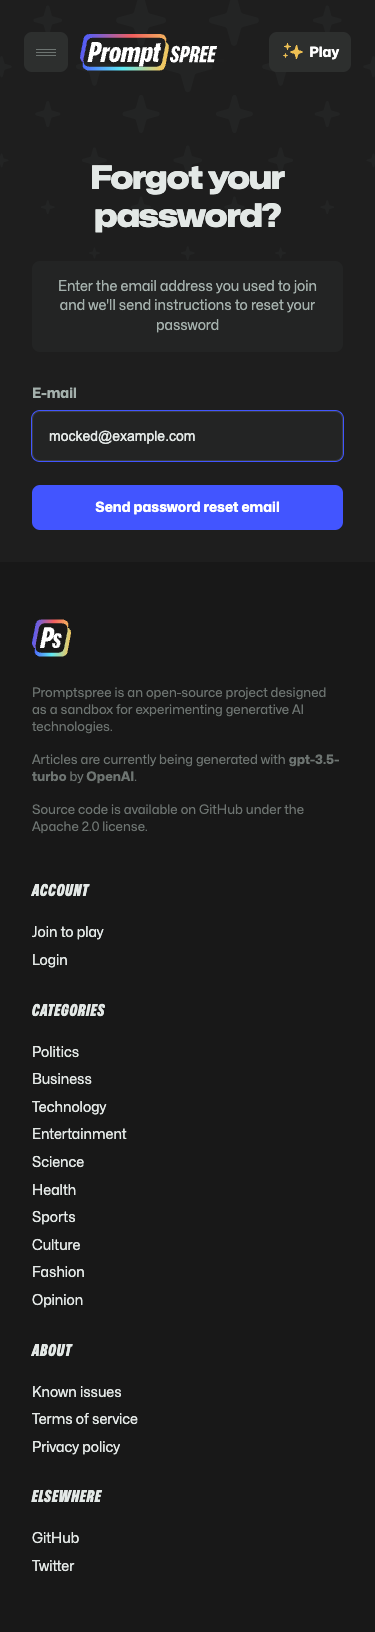 Prompt SPREE
Play
Forgot your
password?
Enter the email address you used to join
and we'll send instructions to reset your
password
E-mail
mocked@example.com
Send password reset email
Ps
Promptspree is an open-source project designed
as a sandbox for experimenting generative AI
technologies.
Articles are currently being generated with gpt-3.5-
turbo by OpenAI.
Source code is available on GitHub under the
Apache 2.0 license.
ACCOUNT
Join to play
Login
CATEGORIES
Politics
Business
Technology
Entertainment
Science
Health
Sports
Culture
Fashion
Opinion
ABOUT
Known issues
Terms of service
Privacy policy
ELSEWHERE
GitHub
Twitter